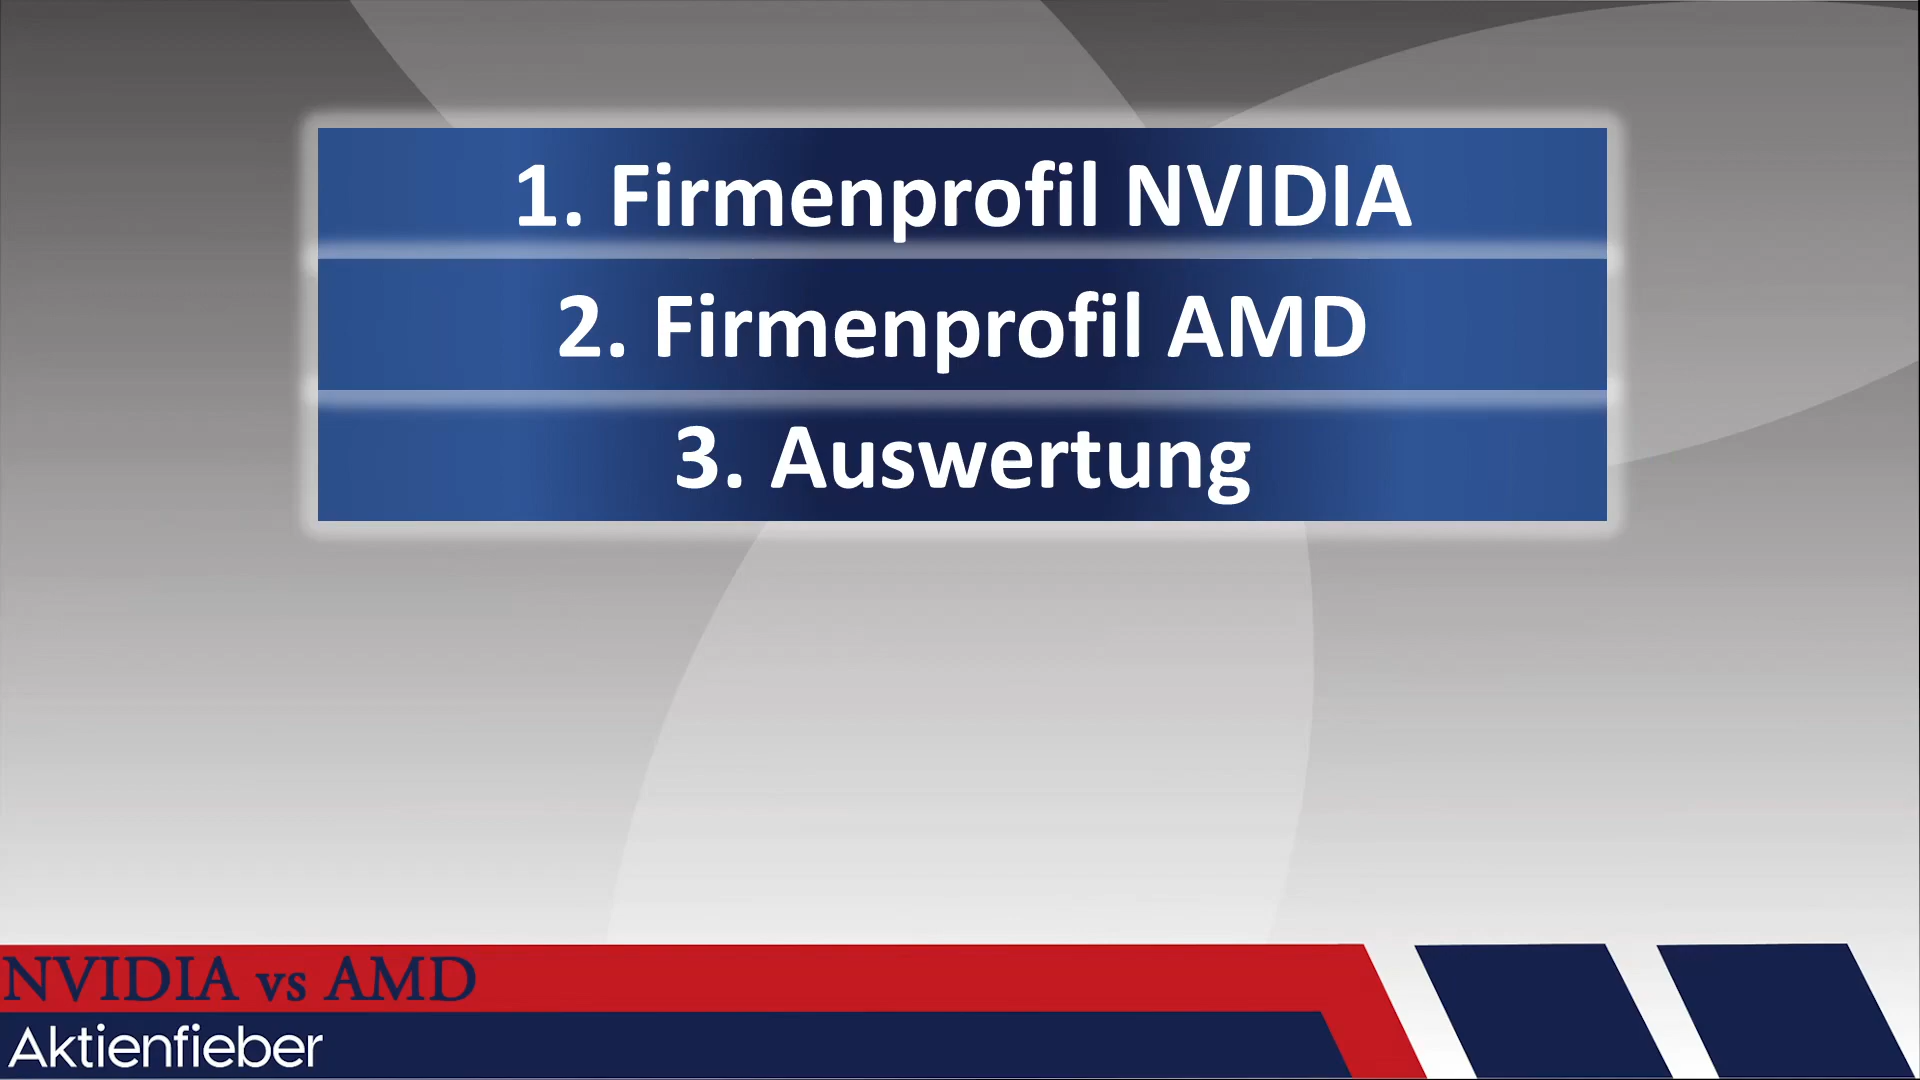 1. Firmenprofil NVIDIA
2. Firmenprofil AMD
3. Auswertung
NVIDIA vs AMD
Aktienfieber